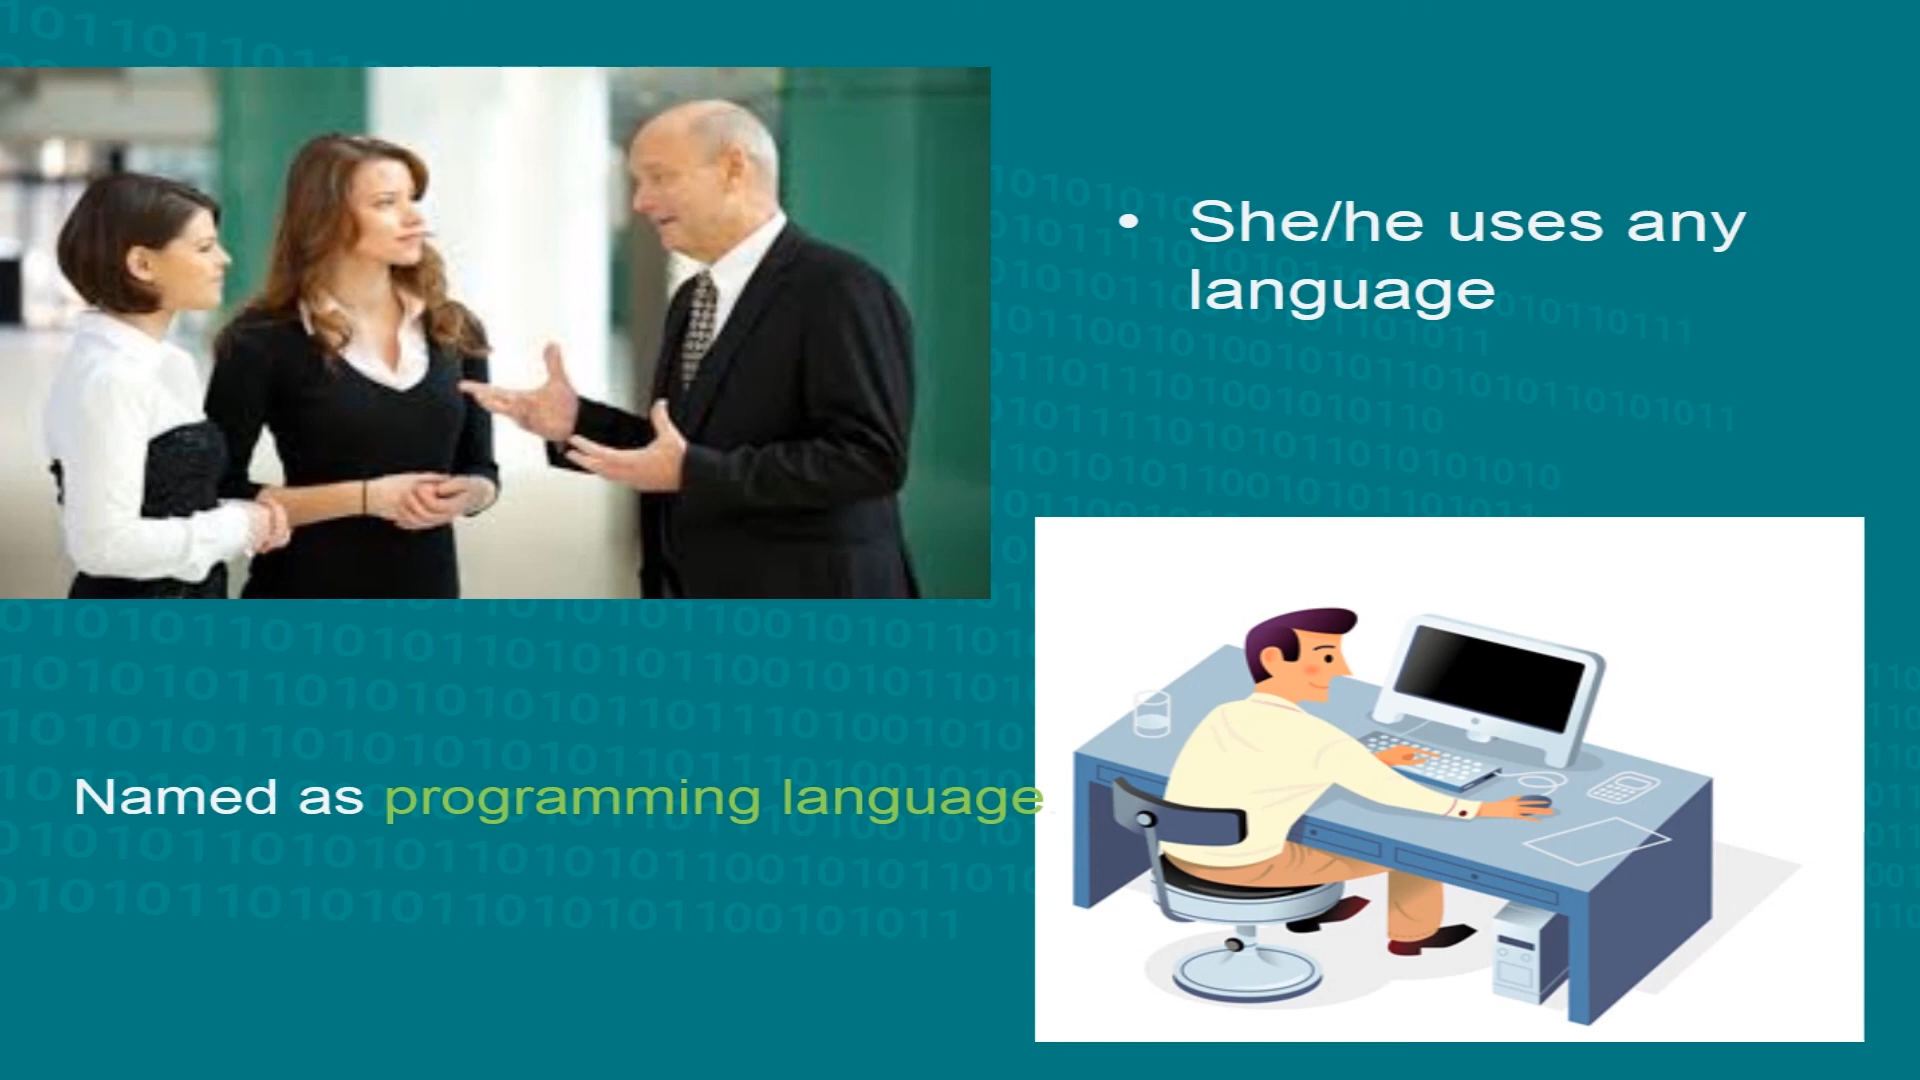 • She/he uses any
language
Named as programming language.